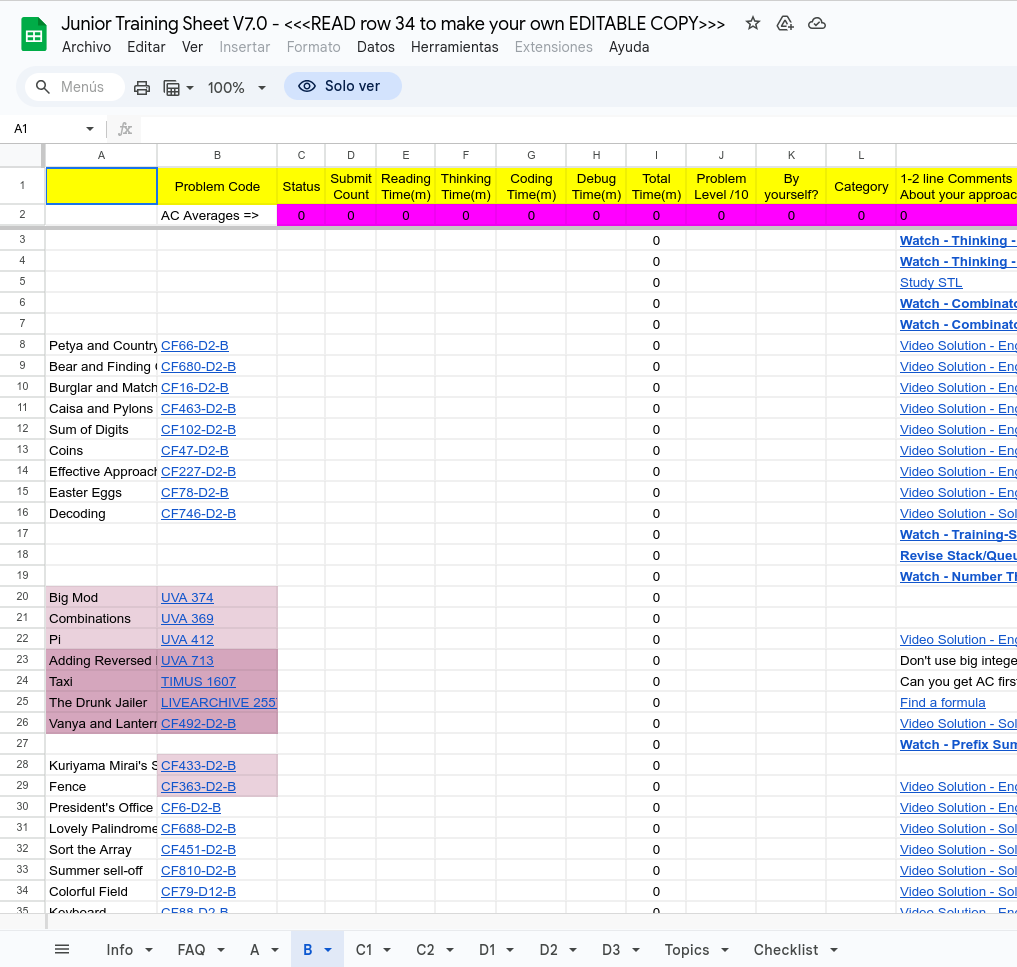 Junior Training Sheet V7.0 - <<<READ row 34 to make your own EDITABLE COPY>>>
Archivo Editar Ver Insertar Formato Datos Herramientas Extensiones Ayuda
Menús 100% Solo ver
A1 fx
A B C D E F G H I J K L
1 Problem Code Status Submit Count Reading Time(m) Thinking Time(m) Coding Time(m) Debug Time(m) Total Time(m) Problem Level /10 By yourself? Category 1-2 line Comments About your approac
2 AC Averages => 0 0 0 0 0 0 0 0 0 0 0
3 0 Watch - Thinking -
4 0 Watch - Thinking -
5 0 Study STL
6 0 Watch - Combinato
7 0 Watch - Combinato
8 Petya and Country CF66-D2-B 0 Video Solution - Eng
9 Bear and Finding CF680-D2-B 0 Video Solution - Eng
10 Burglar and Match CF16-D2-B 0 Video Solution - Eng
11 Caisa and Pylons CF463-D2-B 0 Video Solution - Eng
12 Sum of Digits CF102-D2-B 0 Video Solution - Eng
13 Coins CF47-D2-B 0 Video Solution - Eng
14 Effective Approach CF227-D2-B 0 Video Solution - Eng
15 Easter Eggs CF78-D2-B 0 Video Solution - Eng
16 Decoding CF746-D2-B 0 Video Solution - Sol
17 0 Watch - Training-S
18 0 Revise Stack/Queu
19 0 Watch - Number Th
20 Big Mod UVA 374 0
21 Combinations UVA 369 0
22 Pi UVA 412 0 Video Solution - Eng
23 Adding Reversed UVA 713 0 Don't use big intege
24 Taxi TIMUS 1607 0 Can you get AC firs
25 The Drunk Jailer LIVEARCHIVE 2557 0 Find a formula
26 Vanya and Lantern CF492-D2-B 0 Video Solution - Sol
27 0 Watch - Prefix Sum
28 Kuriyama Mirai's S CF433-D2-B 0
29 Fence CF363-D2-B 0 Video Solution - Eng
30 President's Office CF6-D2-B 0 Video Solution - Eng
31 Lovely Palindrome CF688-D2-B 0 Video Solution - Sol
32 Sort the Array CF451-D2-B 0 Video Solution - Sol
33 Summer sell-off CF810-D2-B 0 Video Solution - Sol
34 Colorful Field CF79-D12-B 0 Video Solution - Sol
35 Keyboard CF88-D2-B 0 Video Solution - Eng
Info FAQ A B C1 C2 D1 D2 D3 Topics Checklist